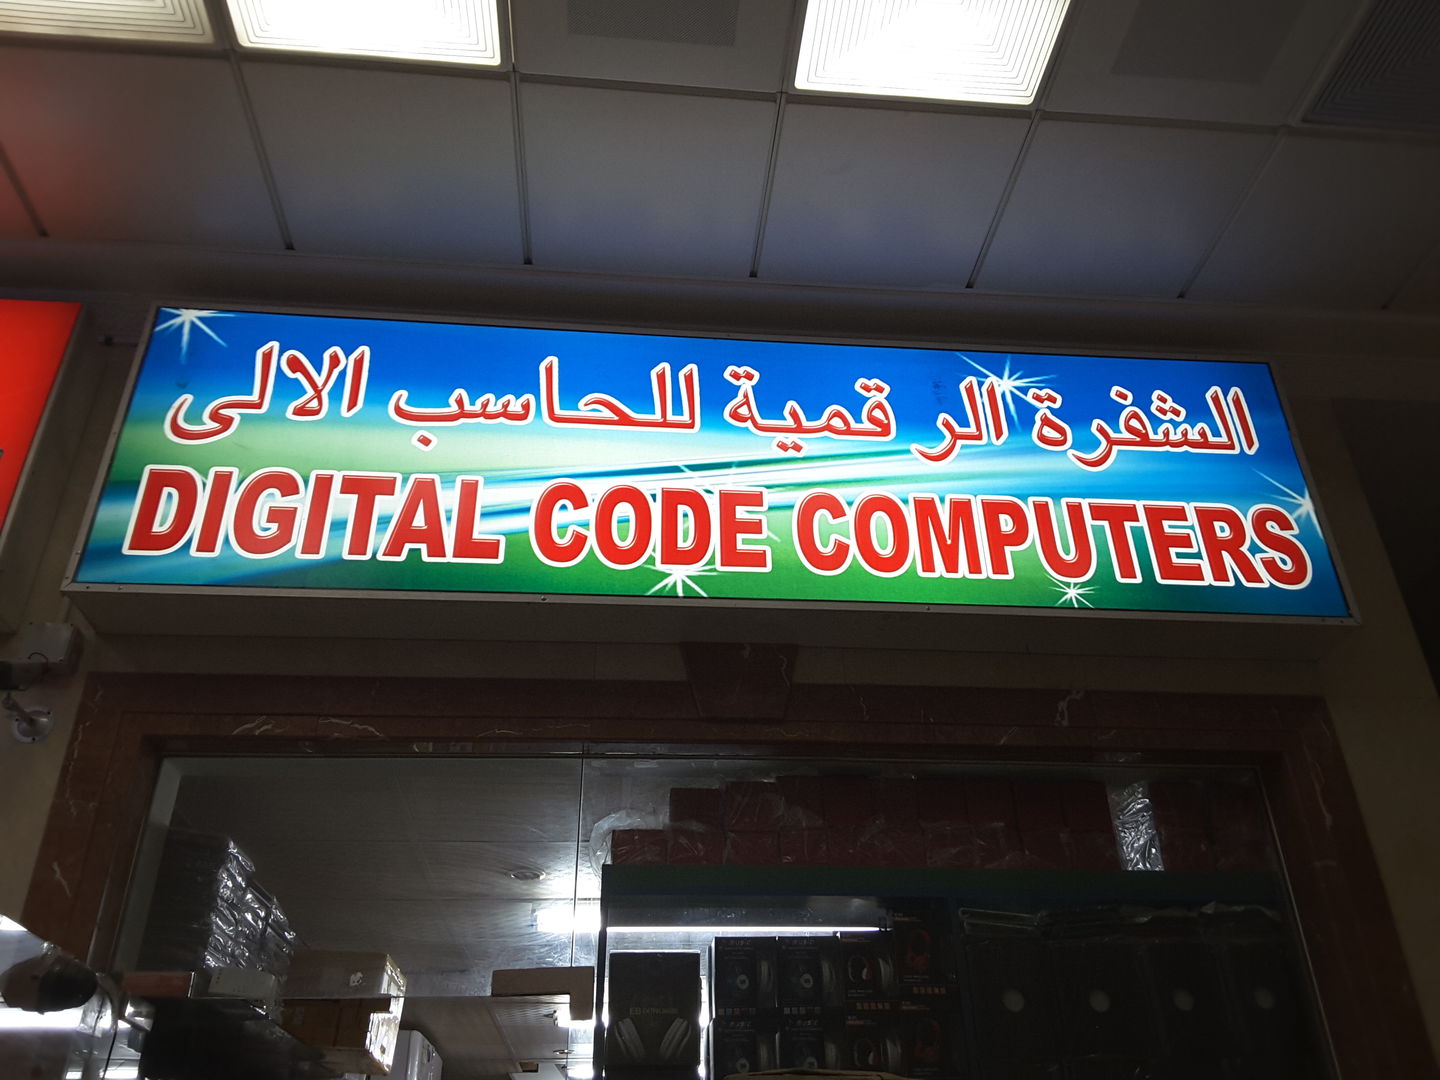 الشفرة الرقمية للحاسب الالى
DIGITAL CODE COMPUTERS